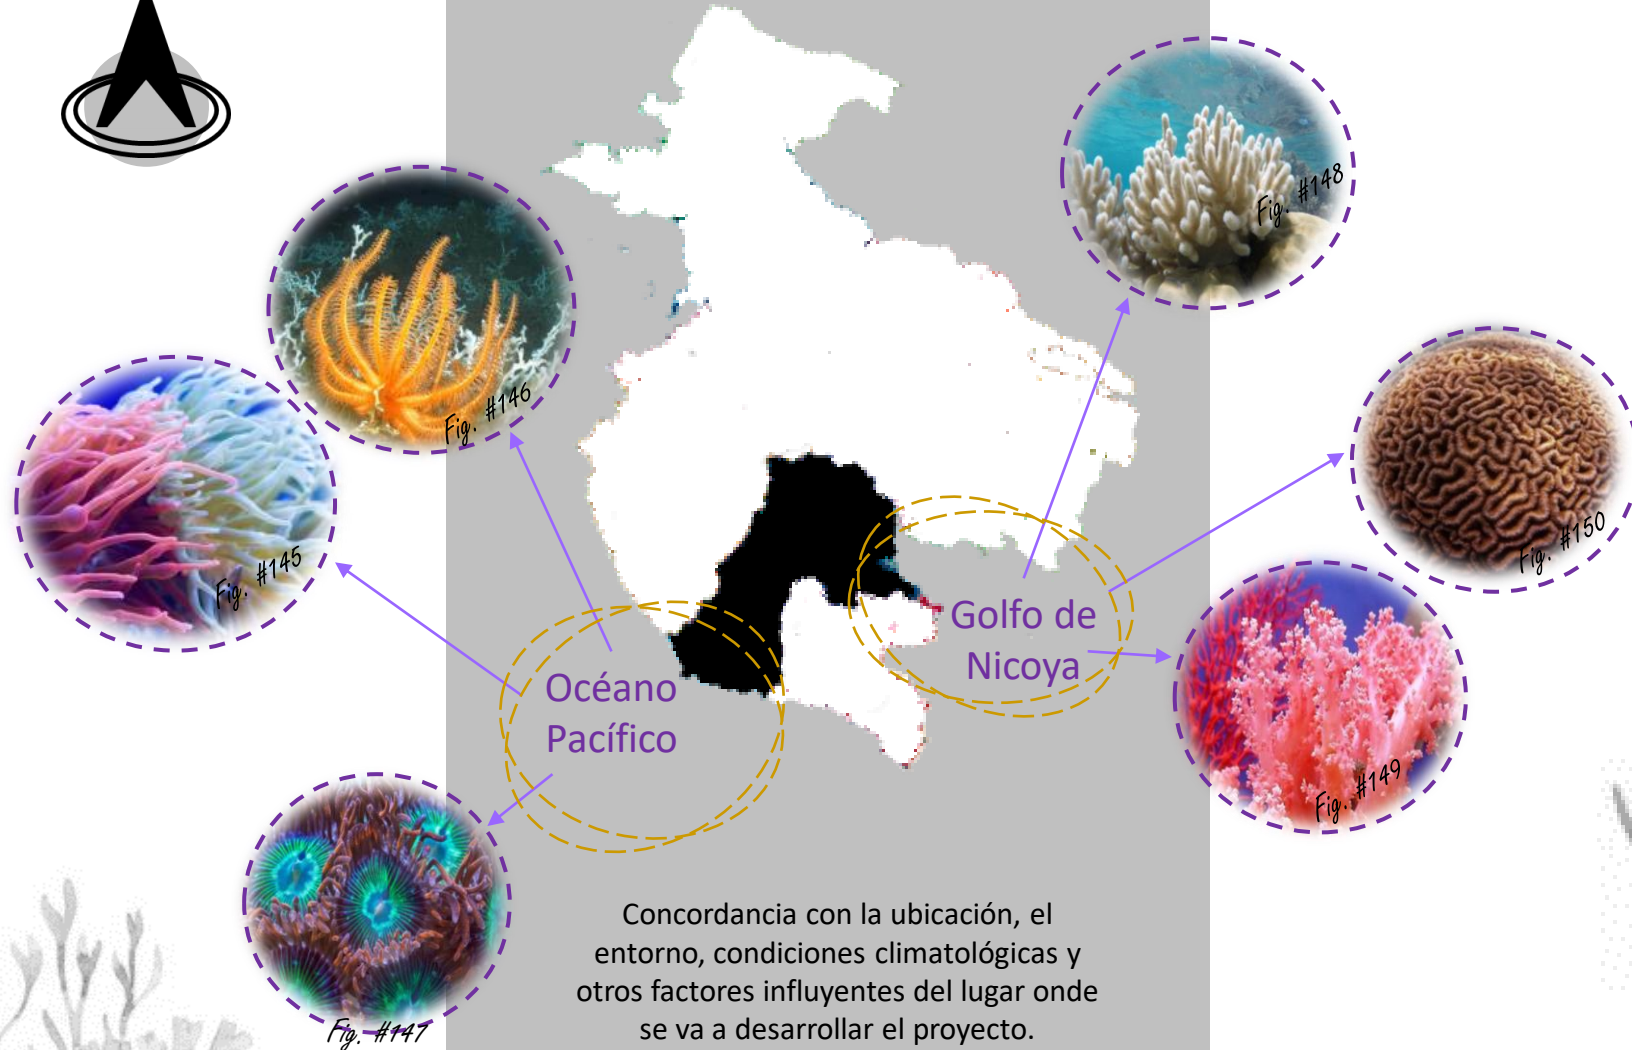 Fig. #148
Fig. #146
Fig. #145
Fig. #150
Golfo de
Nicoya
Océano
Pacífico
Fig. #149
Concordancia con la ubicación, el
entorno, condiciones climatológicas y
otros factores influyentes del lugar onde
se va a desarrollar el proyecto.
Fig. #147